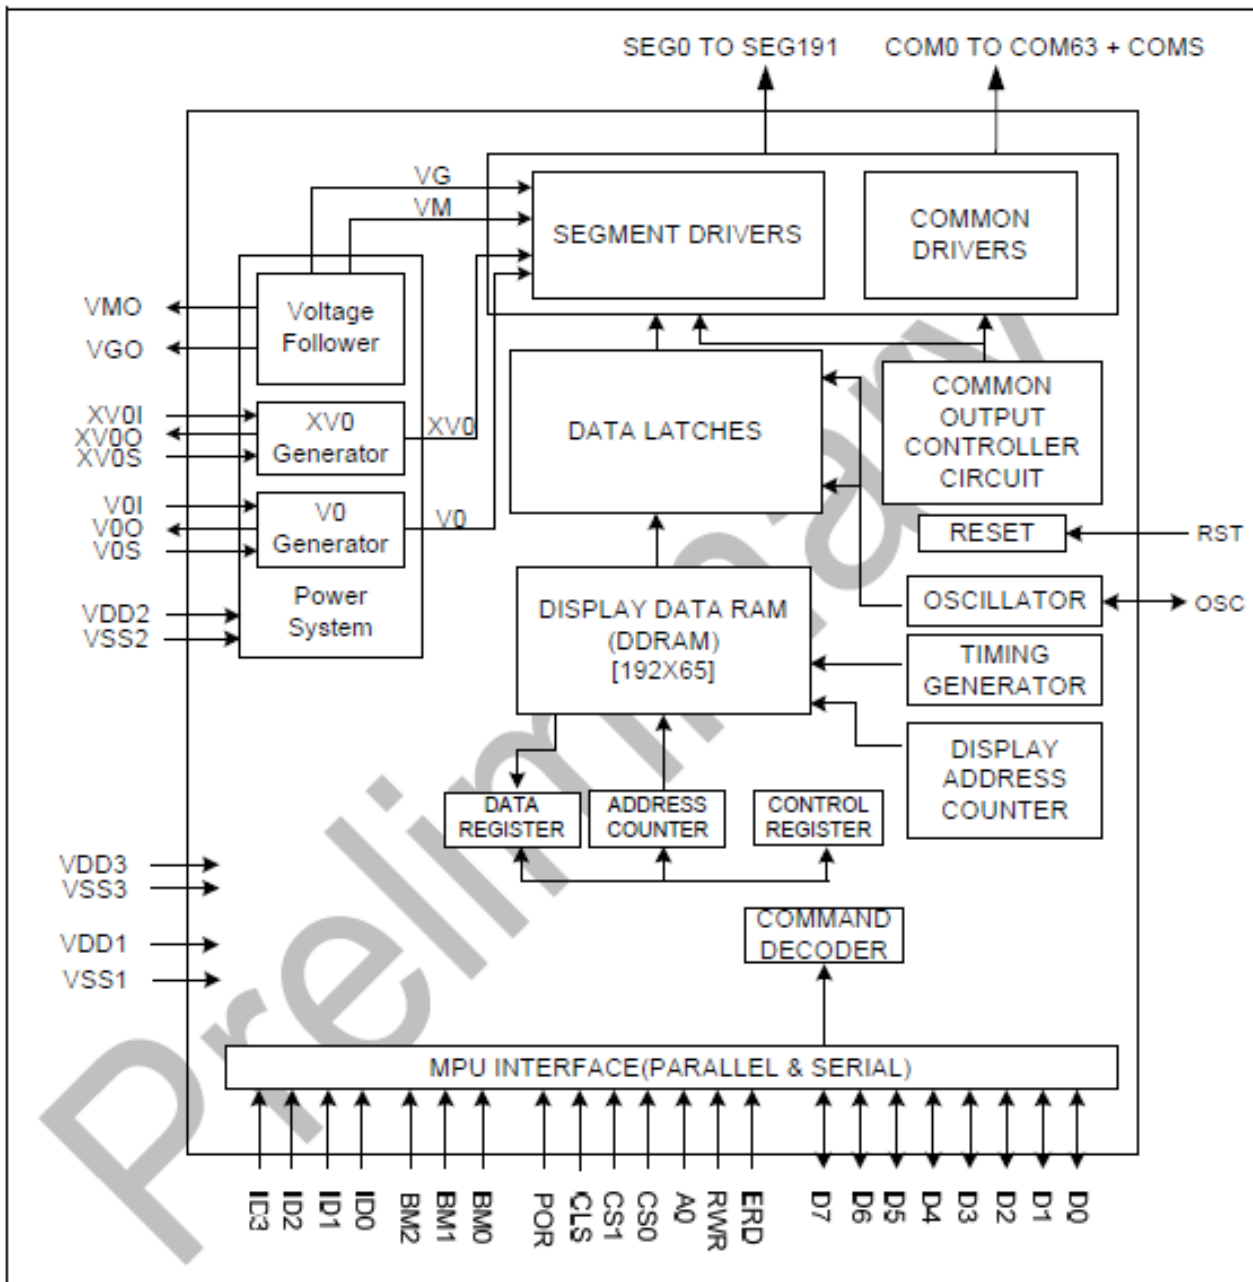 SEG0 TO SEG191
COM0 TO COM63 + COMS
VG
VM
SEGMENT DRIVERS
COMMON
DRIVERS
VMO
VGO
Voltage
Follower
XV0I
XV0O
XV0S
XV0
Generator
XV0
V0I
V0O
V0S
V0
Generator
V0
Power
System
VDD2
VSS2
DATA LATCHES
COMMON
OUTPUT
CONTROLLER
CIRCUIT
RESET
RST
OSCILLATOR
OSC
DISPLAY DATA RAM
(DDRAM)
[192X65]
TIMING
GENERATOR
DISPLAY
ADDRESS
COUNTER
DATA
REGISTER
ADDRESS
COUNTER
CONTROL
REGISTER
VDD3
VSS3
VDD1
VSS1
COMMAND
DECODER
MPU INTERFACE(PARALLEL & SERIAL)
ID3
ID2
ID1
ID0
BM2
BM1
BM0
POR
CLS
CS1
CS0
A0
RWR
ERD
D7
D6
D5
D4
D3
D2
D1
D0
Preliminary